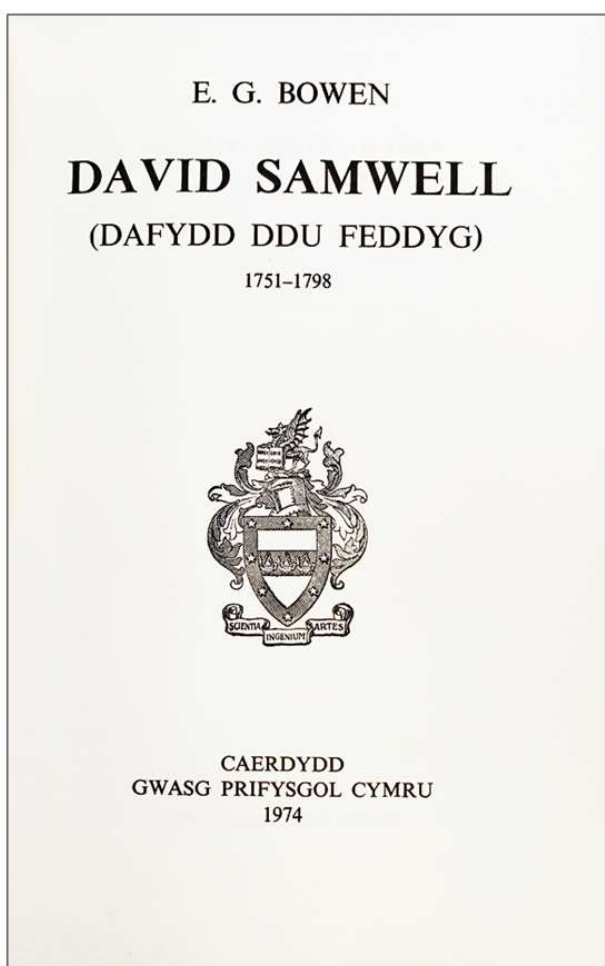 E. G. BOWEN
DAVID SAMWELL
(DAFYDD DDU FEDDYG)
1751–1798
SCIENTIA
INGENIUM
ARTES
CAERDYDD
GWASG PRIFYSGOL CYMRU
1974